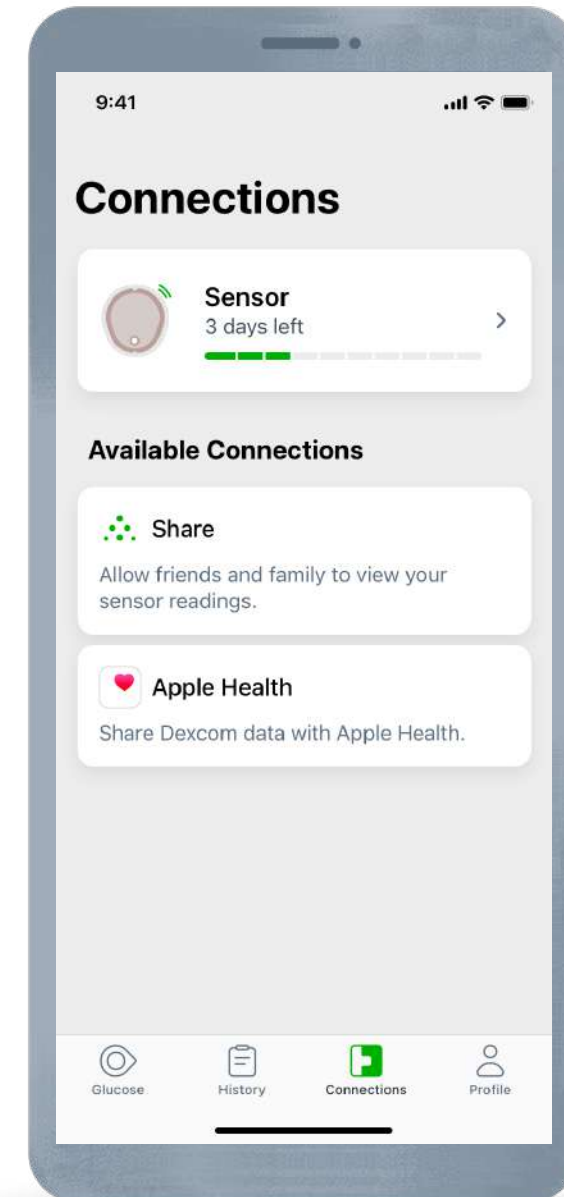 9:41
Connections
Sensor
3 days left
Available Connections
Share
Allow friends and family to view your
sensor readings.
Apple Health
Share Dexcom data with Apple Health.
Glucose
History
Connections
Profile